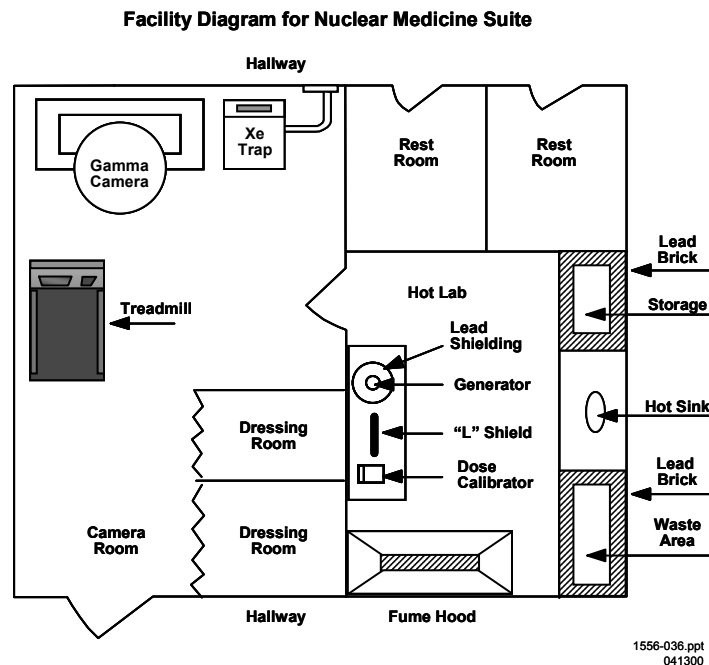 Facility Diagram for Nuclear Medicine Suite
Hallway
Xe
Trap
Gamma
Camera
Rest
Room
Rest
Room
Lead
Brick
Hot Lab
Storage
Treadmill
Lead
Shielding
Generator
Hot Sink
Dressing
Room
“L” Shield
Dose
Calibrator
Lead
Brick
Camera
Room
Dressing
Room
Waste
Area
Hallway
Fume Hood
1556-036.ppt
041300